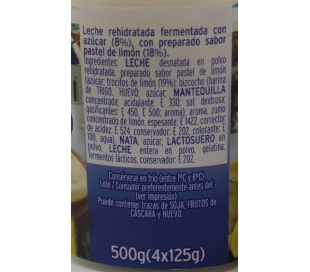 Leche rehidratada fermentada con
azúcar (8%), con preparado sabor
pastel de limón (18%).
Ingredientes: LECHE desnatada en polvo
rehidratada, preparado sabor pastel de limón
(azúcar; trocitos de limón (19%); bizcocho (harina
de TRIGO, HUEVO, azúcar, MANTEQUILLA
concentrada; acidulante: E 330; sal; dextrosa;
gasificantes: E 450, E 500; aroma); aroma, zumo
concentrado de limón, espesante: E 1422, corrector
de acidez: E 524, conservador: E 202, colorante: E
100, agua), NATA, azúcar, LACTOSUERO en
polvo, LECHE entera en polvo, gelatina,
fermentos lácticos, conservador: E 202.
Consérvese en frío (entre 1ºC y 8ºC)
Lote / Consumir preferentemente antes del:
(ver impresión)
Puede contener trazas de SOJA, FRUTOS DE
CÁSCARA y HUEVO.
500g(4x125g)